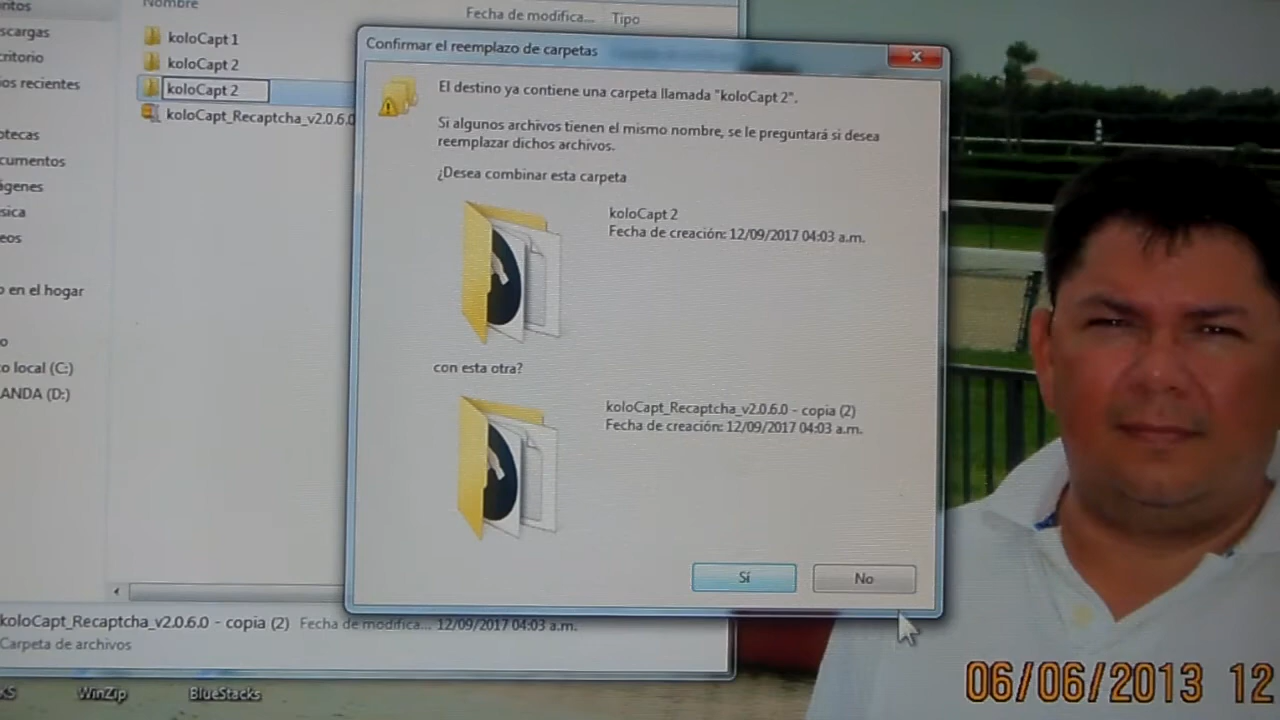 ntos
Nombre
Fecha de modifica...
Tipo
scargas
critorio
os recientes
otecas
cumentos
ágenes
sica
eos
o en el hogar
o
o local (C:)
ANDA (D:)
koloCapt 1
koloCapt 2
koloCapt 2
koloCapt_Recaptcha_v2.0.6.0
Confirmar el reemplazo de carpetas
El destino ya contiene una carpeta llamada "koloCapt 2".
Si algunos archivos tienen el mismo nombre, se le preguntará si desea
reemplazar dichos archivos.
¿Desea combinar esta carpeta
koloCapt 2
Fecha de creación: 12/09/2017 04:03 a.m.
con esta otra?
koloCapt_Recaptcha_v2.0.6.0 - copia (2)
Fecha de creación: 12/09/2017 04:03 a.m.
Sí
No
koloCapt_Recaptcha_v2.0.6.0 - copia (2) Fecha de modifica... 12/09/2017 04:03 a.m.
Carpeta de archivos
KS
WinZip
BlueStacks
06/06/2013 12